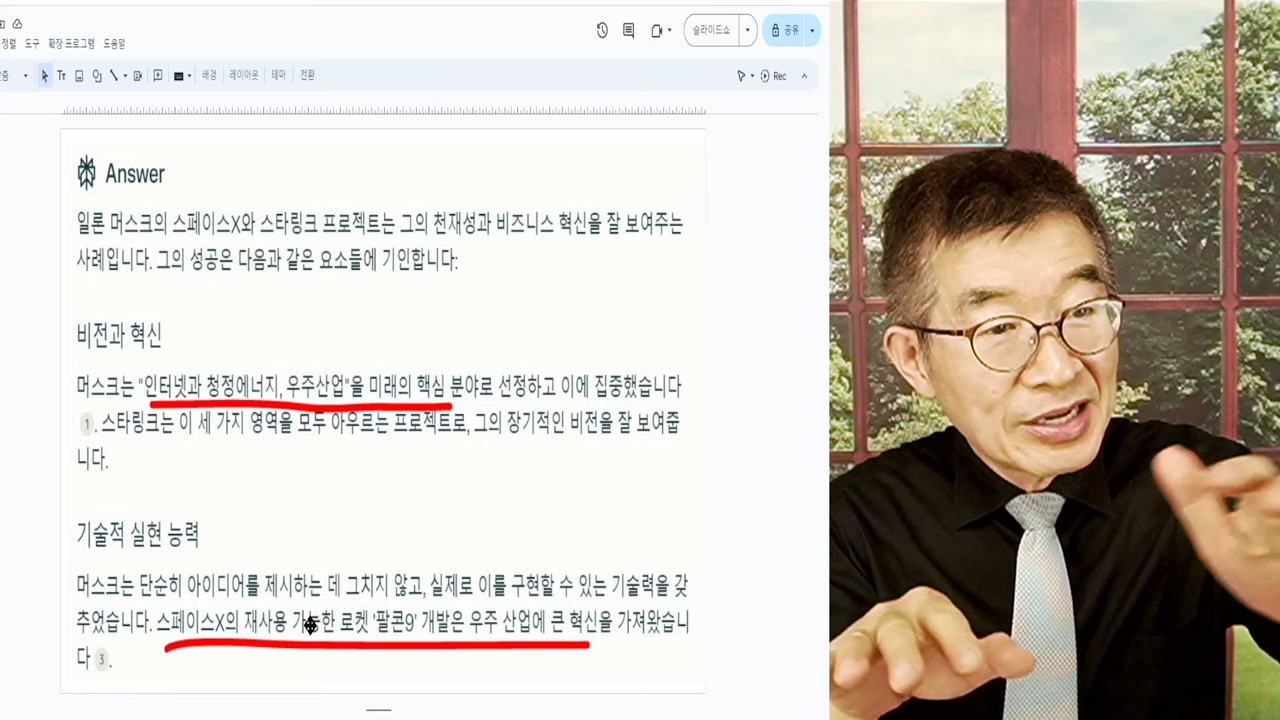 정렬 도구 확장 프로그램 도움말
슬라이드쇼
공유
배경 레이아웃 테마 전환
Rec
Answer
일론 머스크의 스페이스X와 스타링크 프로젝트는 그의 천재성과 비즈니스 혁신을 잘 보여주는
사례입니다. 그의 성공은 다음과 같은 요소들에 기인합니다:
비전과 혁신
머스크는 "인터넷과 청정에너지, 우주산업"을 미래의 핵심 분야로 선정하고 이에 집중했습니다
1. 스타링크는 이 세 가지 영역을 모두 아우르는 프로젝트로, 그의 장기적인 비전을 잘 보여줍
니다.
기술적 실현 능력
머스크는 단순히 아이디어를 제시하는 데 그치지 않고, 실제로 이를 구현할 수 있는 기술력을 갖
추었습니다. 스페이스X의 재사용 가능한 로켓 '팔콘9' 개발은 우주 산업에 큰 혁신을 가져왔습니
다 3.